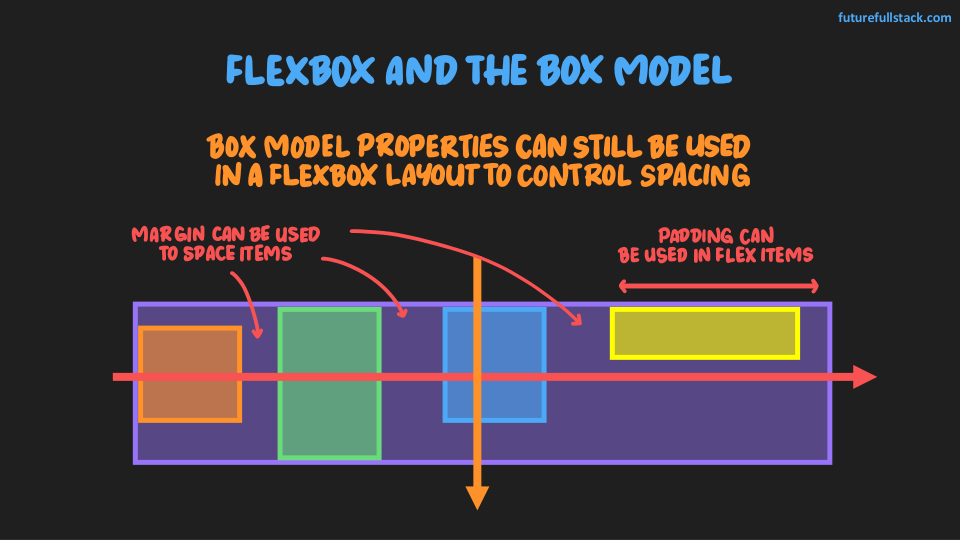 futurefullstack.com
FLEXBOX AND THE BOX MODEL
BOX MODEL PROPERTIES CAN STILL BE USED
IN A FLEXBOX LAYOUT TO CONTROL SPACING
MARGIN CAN BE USED
TO SPACE ITEMS
PADDING CAN
BE USED IN FLEX ITEMS